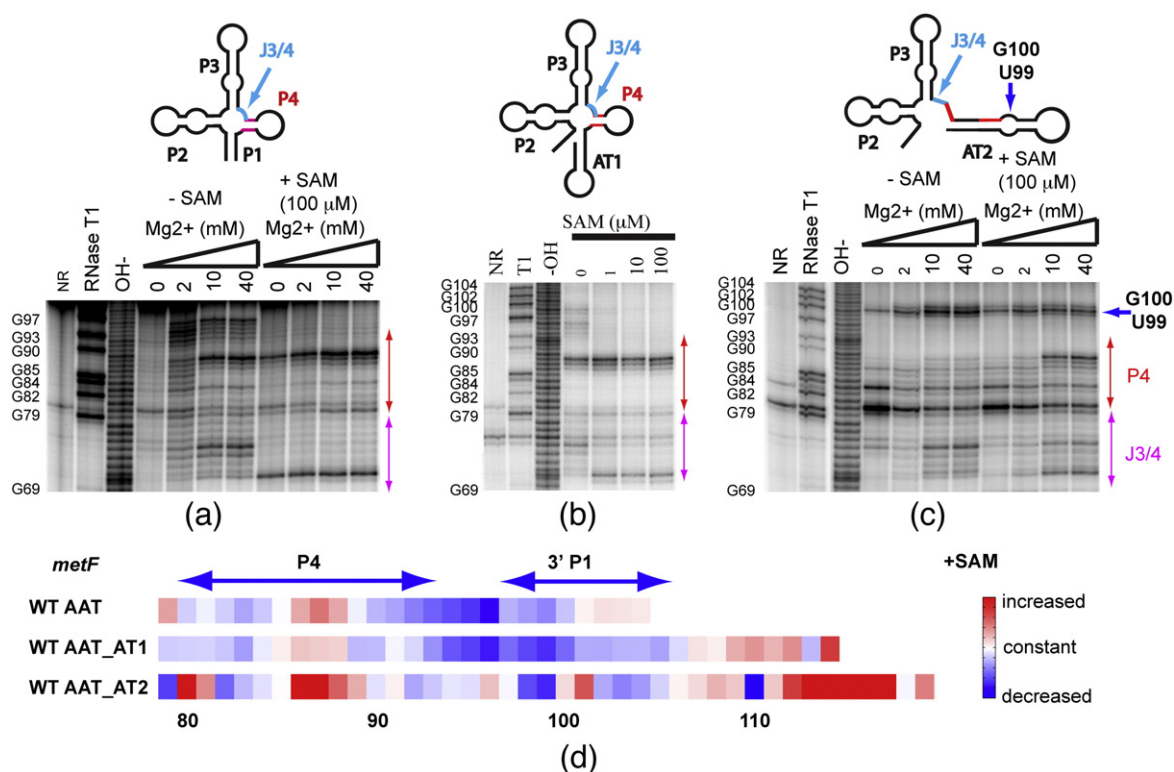 P3
J3/4
P4
P2
P1
- SAM
+ SAM
(100 μM)
Mg2+ (mM)
Mg2+ (mM)
NR
RNase T1
OH-
0
2
10
40
0
2
10
40
G97
G93
G90
G85
G84
G82
G79
G69
(a)
P3
J3/4
P4
P2
AT1
SAM (μM)
NR
T1
-OH
0
1
10
100
G104
G102
G100
G97
G93
G90
G85
G84
G82
G79
G69
(b)
P3
J3/4
G100
U99
P2
AT2
- SAM
+ SAM
(100 μM)
Mg2+ (mM)
Mg2+ (mM)
NR
RNase T1
OH-
0
2
10
40
0
2
10
40
G104
G102
G100
G97
G93
G90
G85
G84
G82
G79
G69
G100
U99
P4
J3/4
(c)
metF
P4
3' P1
+SAM
WT AAT
WT AAT_AT1
WT AAT_AT2
increased
constant
decreased
80
90
100
110
(d)